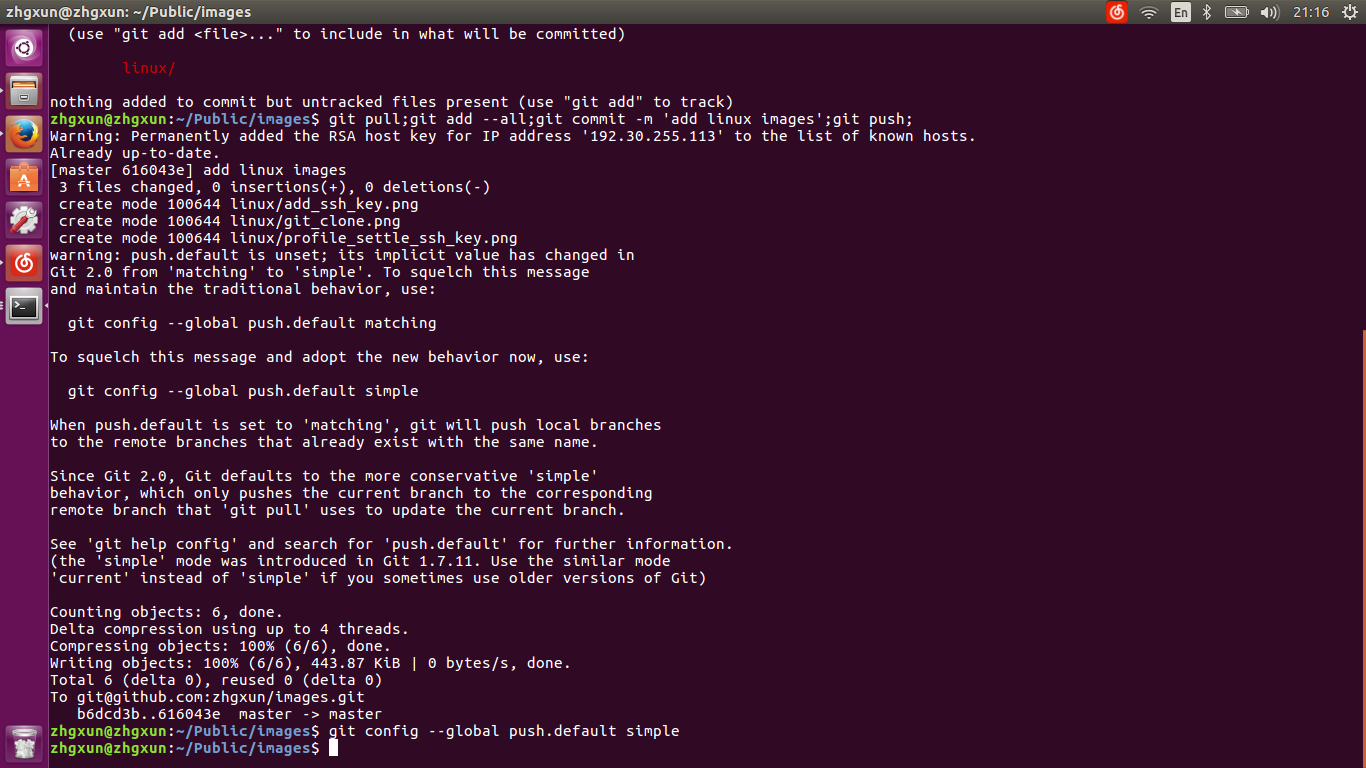 zhgxun@zhgxun: ~/Public/images
En
21:16
(use "git add <file>..." to include in what will be committed)
linux/
nothing added to commit but untracked files present (use "git add" to track)
zhgxun@zhgxun:~/Public/images$ git pull;git add --all;git commit -m 'add linux images';git push;
Warning: Permanently added the RSA host key for IP address '192.30.255.113' to the list of known hosts.
Already up-to-date.
[master 616043e] add linux images
3 files changed, 0 insertions(+), 0 deletions(-)
create mode 100644 linux/add_ssh_key.png
create mode 100644 linux/git_clone.png
create mode 100644 linux/profile_settle_ssh_key.png
warning: push.default is unset; its implicit value has changed in
Git 2.0 from 'matching' to 'simple'. To squelch this message
and maintain the traditional behavior, use:
git config --global push.default matching
To squelch this message and adopt the new behavior now, use:
git config --global push.default simple
When push.default is set to 'matching', git will push local branches
to the remote branches that already exist with the same name.
Since Git 2.0, Git defaults to the more conservative 'simple'
behavior, which only pushes the current branch to the corresponding
remote branch that 'git pull' uses to update the current branch.
See 'git help config' and search for 'push.default' for further information.
(the 'simple' mode was introduced in Git 1.7.11. Use the similar mode
'current' instead of 'simple' if you sometimes use older versions of Git)
Counting objects: 6, done.
Delta compression using up to 4 threads.
Compressing objects: 100% (6/6), done.
Writing objects: 100% (6/6), 443.87 KiB | 0 bytes/s, done.
Total 6 (delta 0), reused 0 (delta 0)
To git@github.com:zhgxun/images.git
b6dcd3b..616043e  master -> master
zhgxun@zhgxun:~/Public/images$ git config --global push.default simple
zhgxun@zhgxun:~/Public/images$